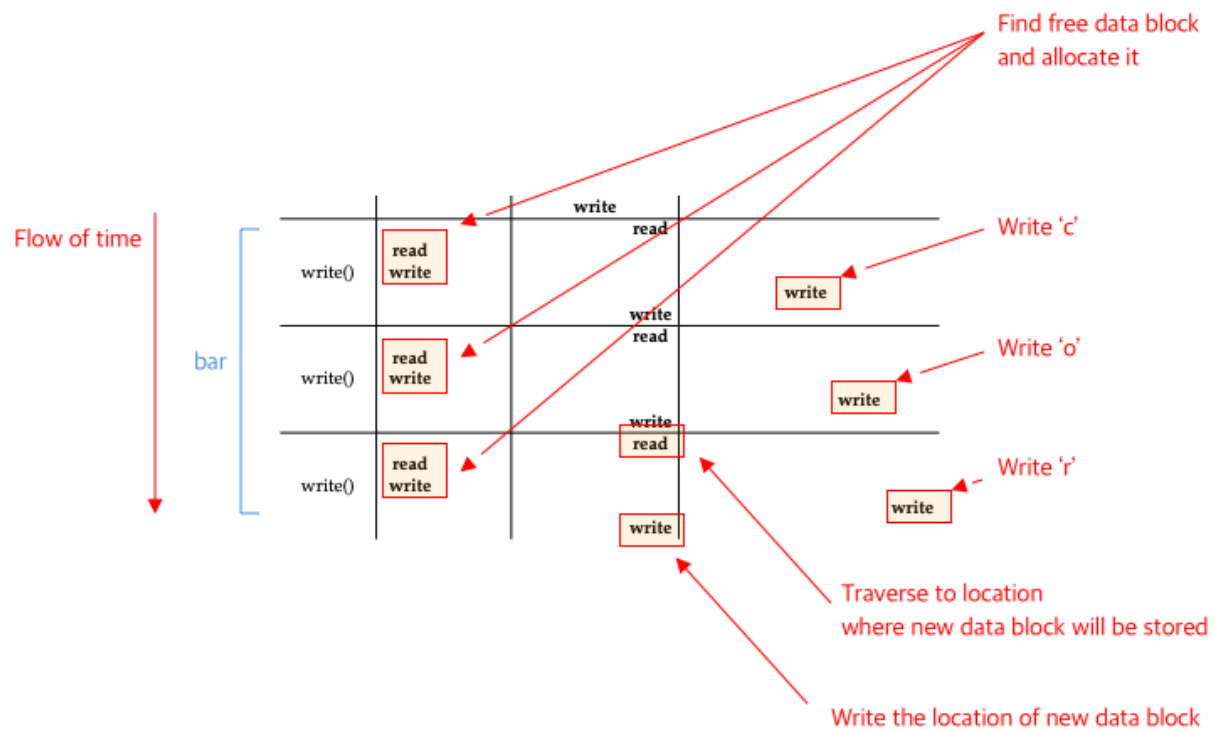 Find free data block
and allocate it
write
Flow of time
read
Write 'c'
read
write
write()
write
bar
write
read
Write 'o'
read
write
write()
write
write
read
Write 'r'
read
write
write()
write
write
Traverse to location
where new data block will be stored
Write the location of new data block